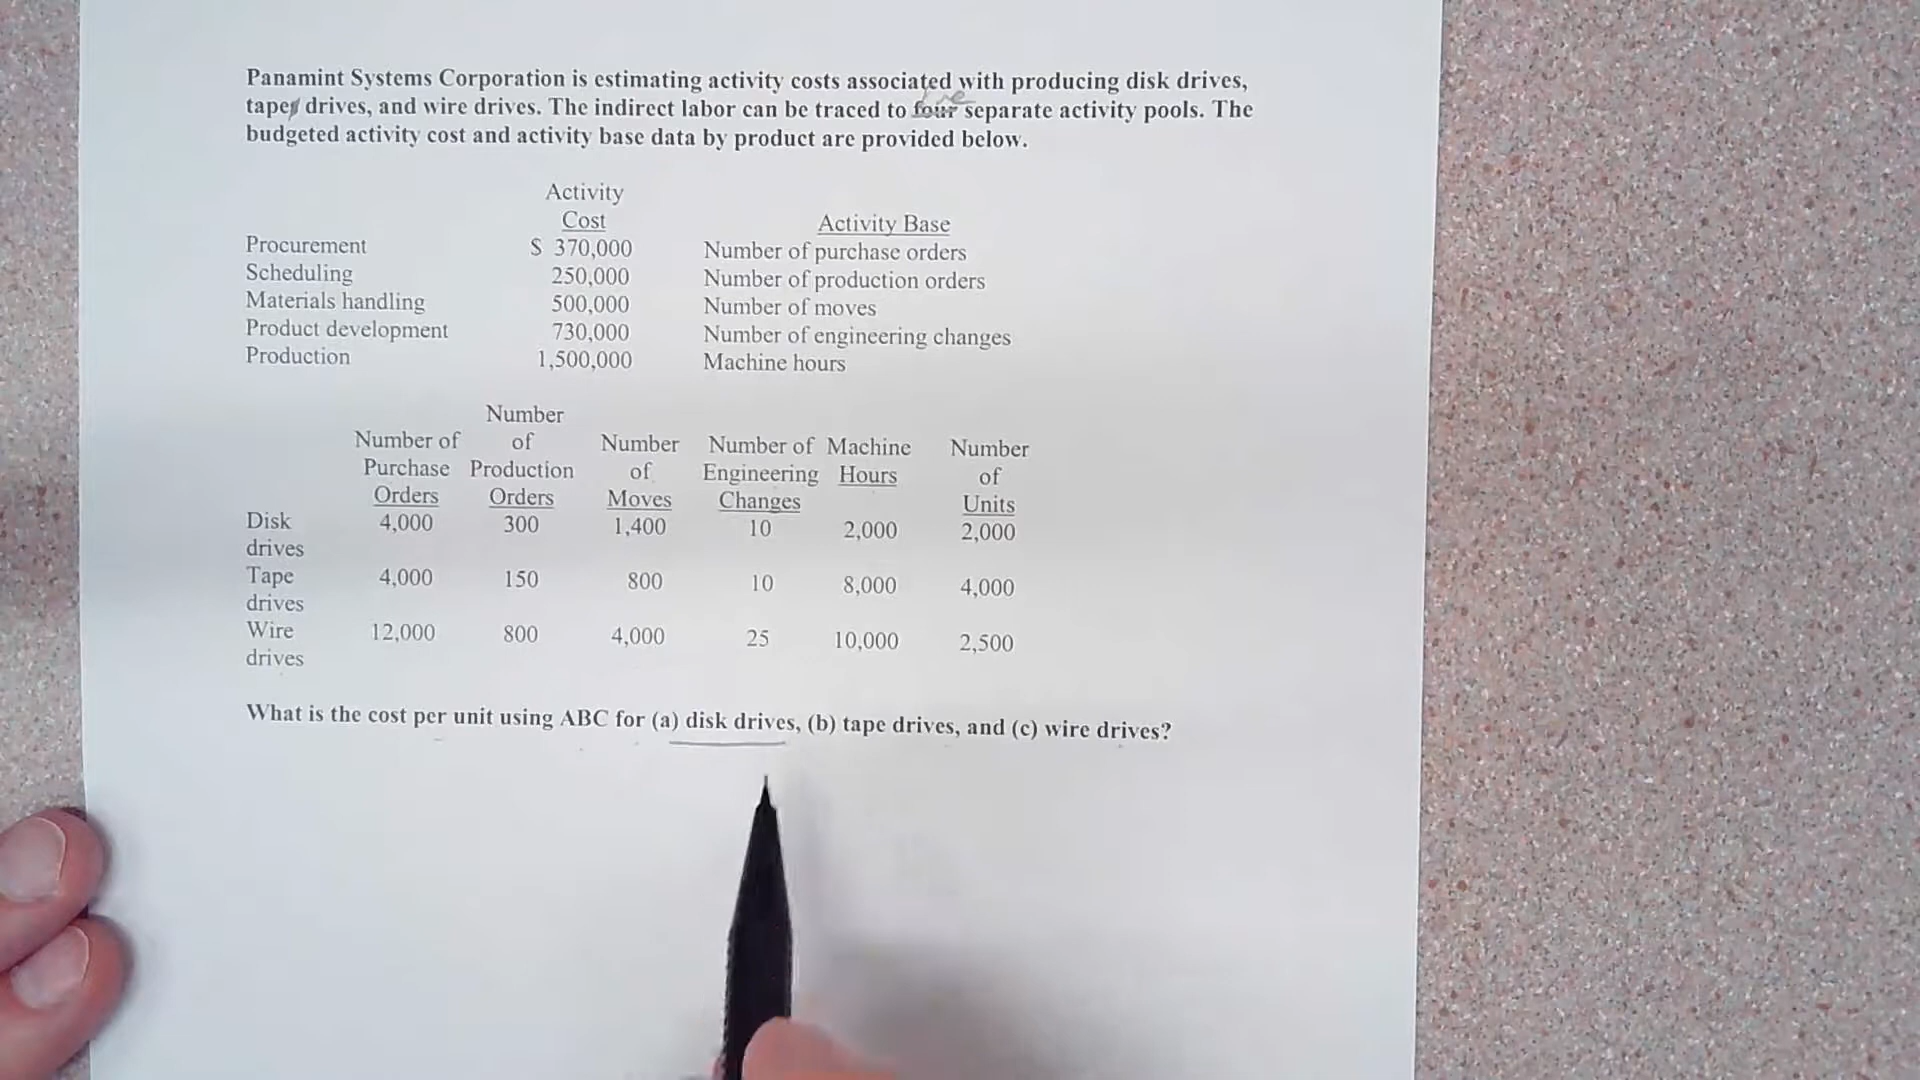 Panamint Systems Corporation is estimating activity costs associated with producing disk drives,
tape drives, and wire drives. The indirect labor can be traced to four separate activity pools. The
budgeted activity cost and activity base data by product are provided below.
Activity
Cost Activity Base
Procurement $ 370,000 Number of purchase orders
Scheduling 250,000 Number of production orders
Materials handling 500,000 Number of moves
Product development 730,000 Number of engineering changes
Production 1,500,000 Machine hours
Number
Number of of Number Number of Machine Number
Purchase Production of Engineering Hours of
Orders Orders Moves Changes Units
Disk 4,000 300 1,400 10 2,000 2,000
drives
Tape 4,000 150 800 10 8,000 4,000
drives
Wire 12,000 800 4,000 25 10,000 2,500
drives
What is the cost per unit using ABC for (a) disk drives, (b) tape drives, and (c) wire drives?